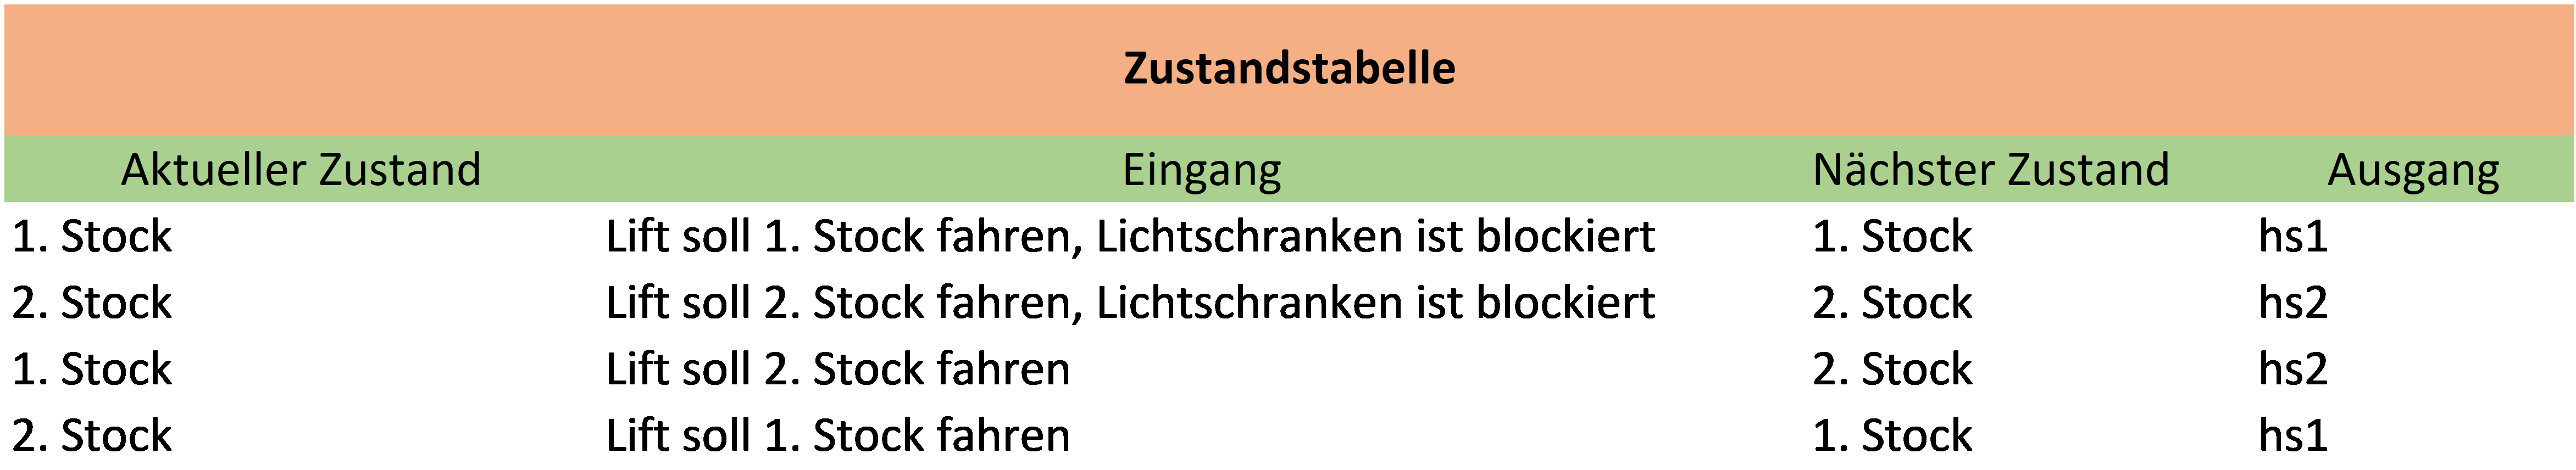 Zustandstabelle
Aktueller Zustand Eingang Nächster Zustand Ausgang
1. Stock Lift soll 1. Stock fahren, Lichtschranken ist blockiert 1. Stock hs1
2. Stock Lift soll 2. Stock fahren, Lichtschranken ist blockiert 2. Stock hs2
1. Stock Lift soll 2. Stock fahren 2. Stock hs2
2. Stock Lift soll 1. Stock fahren 1. Stock hs1